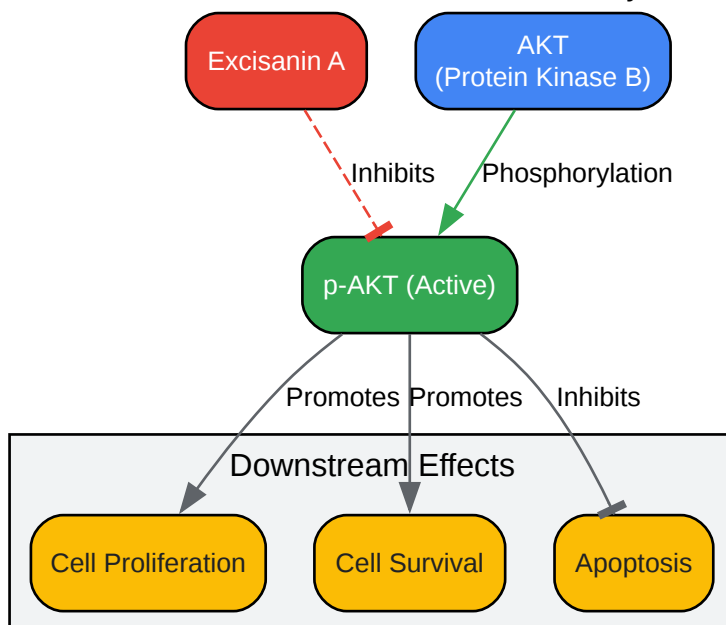 Excisanin A
AKT
(Protein Kinase B)
Inhibits
Phosphorylation
p-AKT (Active)
Promotes
Promotes
Inhibits
Downstream Effects
Cell Proliferation
Cell Survival
Apoptosis